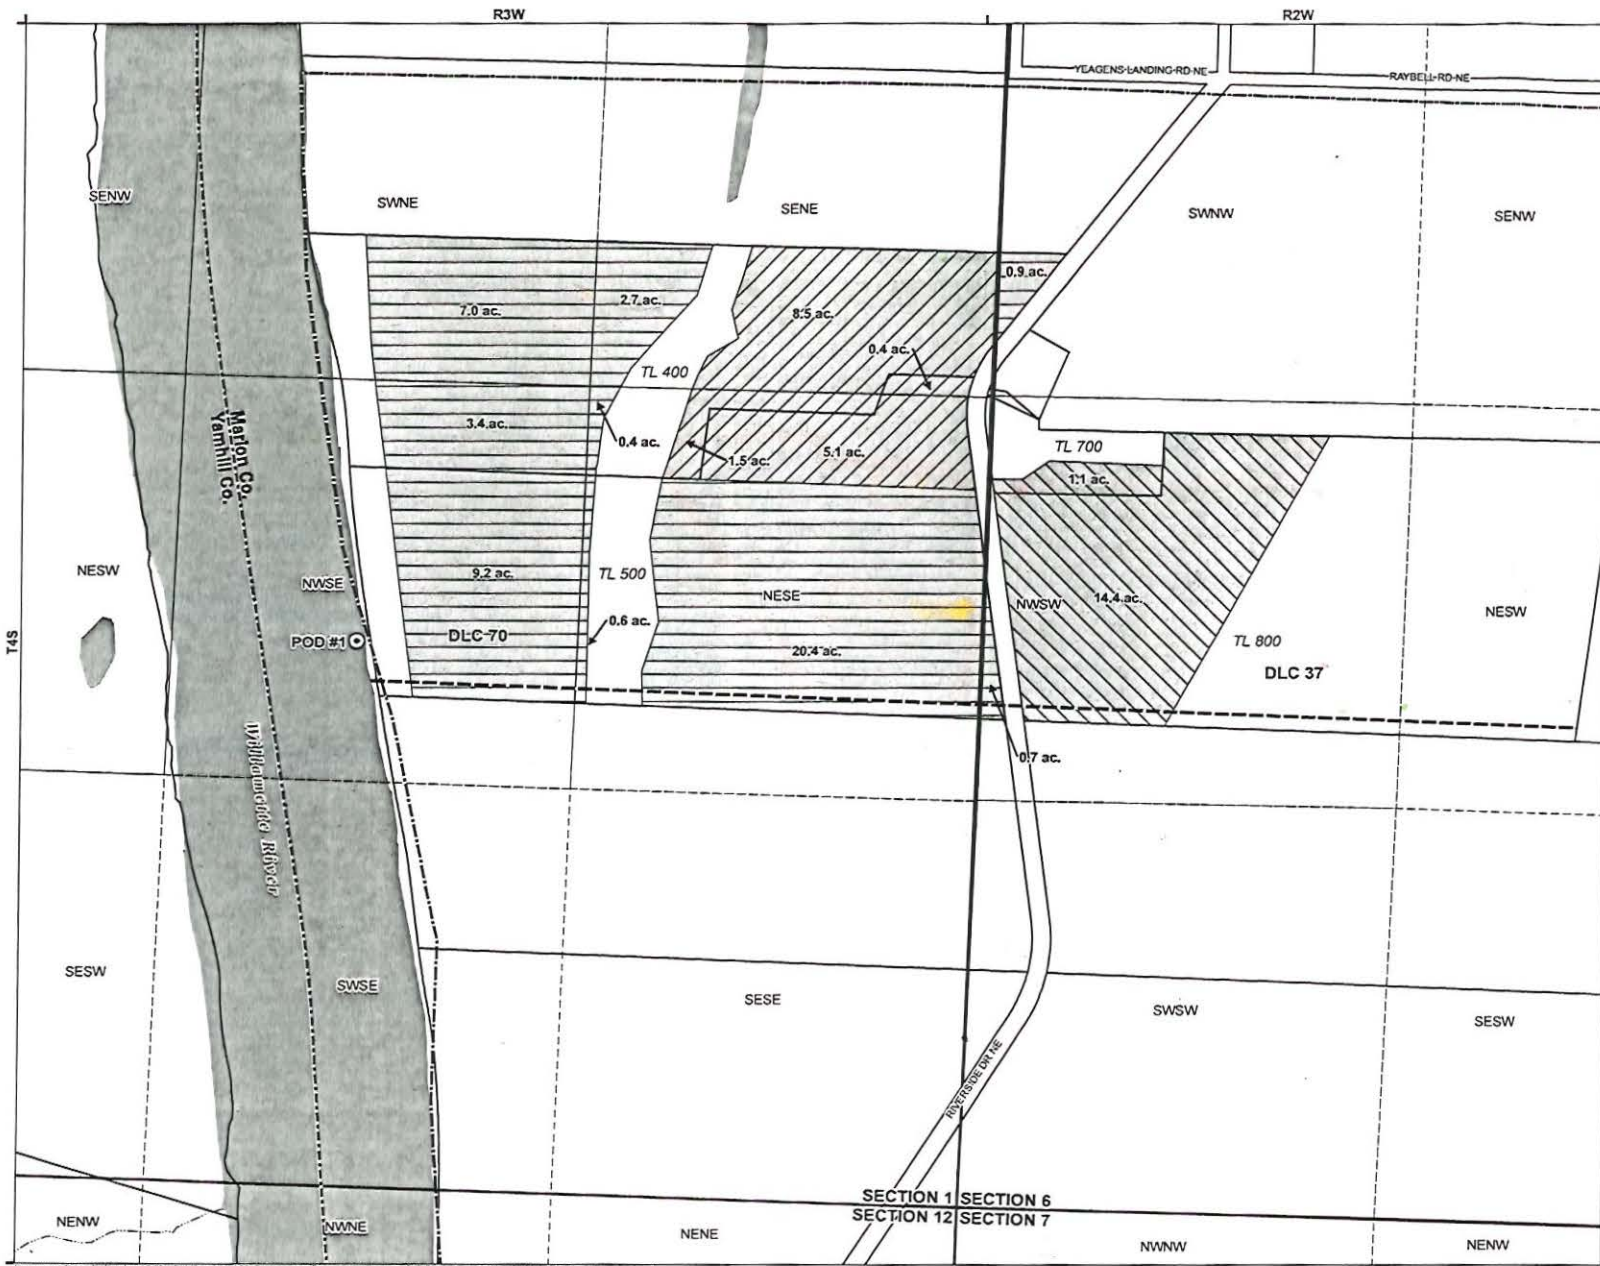 R3W
R2W
YEAGENS LANDING RD NE
RAYBELL RD NE
SENW
SWNE
SENE
SWNW
SENW
0.9 ac.
7.0 ac.
2.7 ac.
8.5 ac.
0.4 ac.
TL 400
3.4 ac.
0.4 ac.
1.5 ac.
5.1 ac.
TL 700
1.1 ac.
Marion Co.
Yamhill Co.
NESW
NWSE
9.2 ac.
TL 500
NESE
NWSW
14.4 ac.
NESW
T4S
POD #1
DLC 70
0.6 ac.
20.4 ac.
TL 800
DLC 37
0.7 ac.
Willamette River
SESW
SWSE
SESE
SWSW
SESW
RIVERSIDE DR NE
SECTION 1 SECTION 6
SECTION 12 SECTION 7
NENW
NWNE
NENE
NWNW
NENW